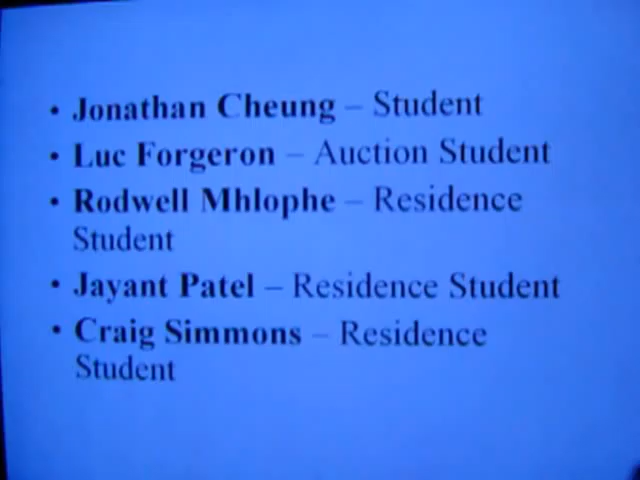 • Jonathan Cheung – Student
• Luc Forgeron – Auction Student
• Rodwell Mhlophe – Residence
Student
• Jayant Patel – Residence Student
• Craig Simmons – Residence
Student